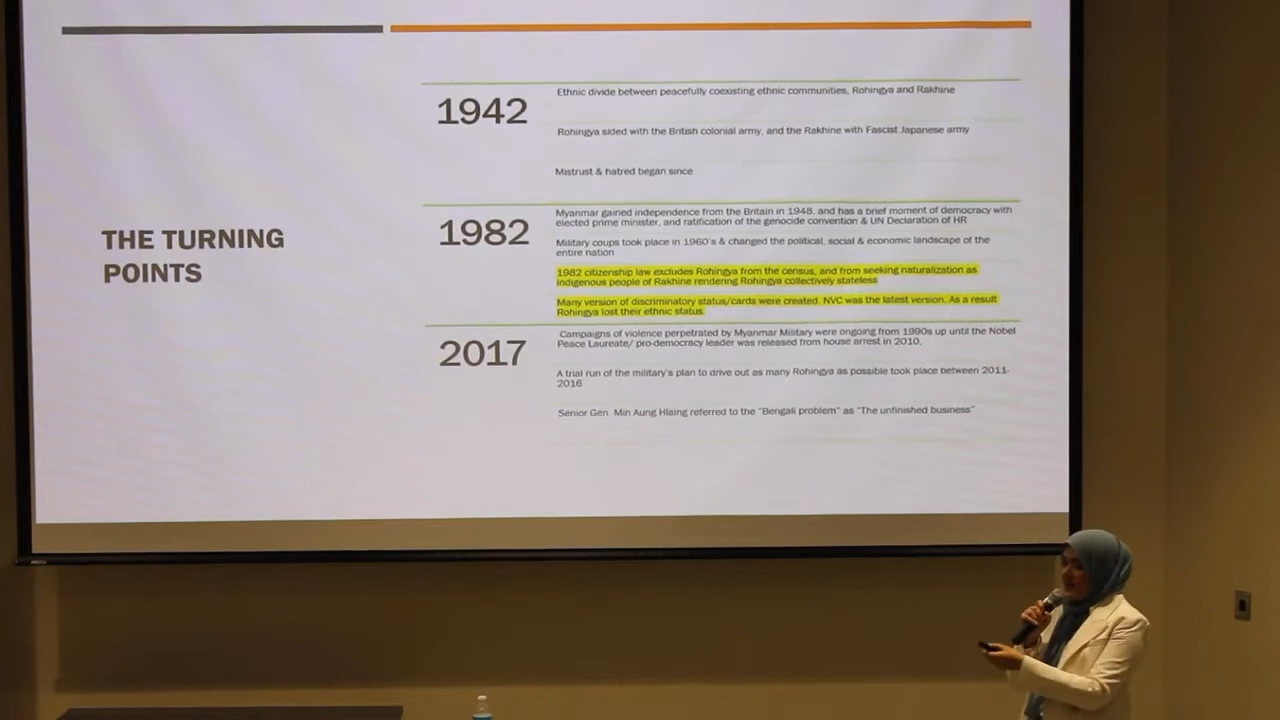 THE TURNING
POINTS
1942
Ethnic divide between peacefully coexisting ethnic communities, Rohingya and Rakhine
Rohingya sided with the British colonial army, and the Rakhine with Fascist Japanese army
Mistrust & hatred began since
1982
Myanmar gained independence from the Britain in 1948, and has a brief moment of democracy with
elected prime minister, and ratification of the genocide convention & UN Declaration of HR
Military coups took place in 1960's & changed the political, social & economic landscape of the
entire nation
1982 citizenship law excludes Rohingya from the census, and from seeking naturalization as
indigenous people of Rakhine rendering Rohingya collectively stateless
Many version of discriminatory status/cards were created. NVC was the latest version. As a result
Rohingya lost their ethnic status.
2017
Campaigns of violence perpetrated by Myanmar Military were ongoing from 1990s up until the Nobel
Peace Laureate/ pro-democracy leader was released from house arrest in 2010.
A trial run of the military's plan to drive out as many Rohingya as possible took place between 2011-
2016
Senior Gen. Min Aung Hlaing referred to the "Bengali problem" as "The unfinished business"